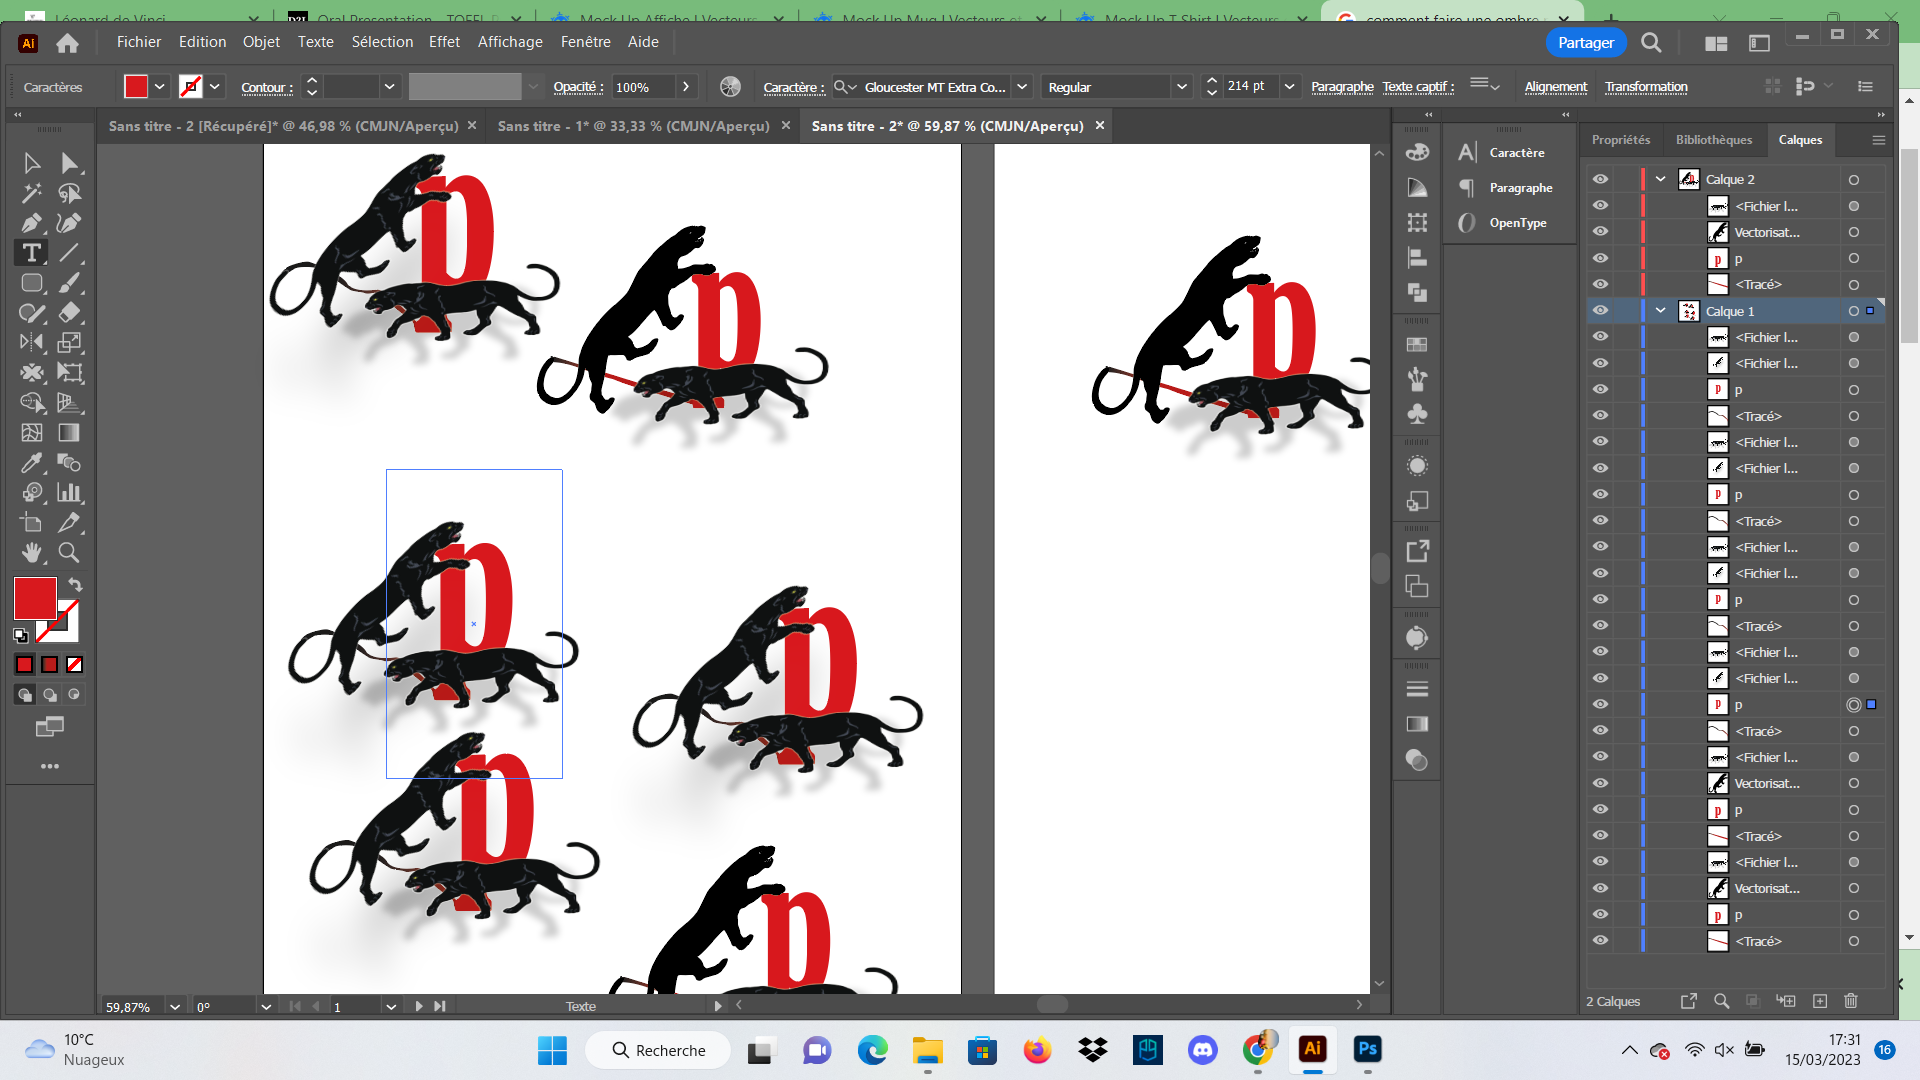 Léonard de Vinci
Oral Presentation - TOEFL
Mock Up Affiche | Vecteurs
Mock Up Mug | Vecteurs et
Mock Up T Shirt | Vecteurs
comment faire une ombre
Ai
Fichier
Edition
Objet
Texte
Sélection
Effet
Affichage
Fenêtre
Aide
Partager
Caractères
Contour :
Opacité :
100%
Caractère :
Gloucester MT Extra Co...
Regular
214 pt
Paragraphe
Texte captif :
Alignement
Transformation
Sans titre - 2 [Récupéré]* @ 46,98 % (CMJN/Aperçu)
Sans titre - 1* @ 33,33 % (CMJN/Aperçu)
Sans titre - 2* @ 59,87 % (CMJN/Aperçu)
Caractère
Paragraphe
OpenType
Propriétés
Bibliothèques
Calques
Calque 2
<Fichier l...
Vectorisat...
p
<Tracé>
Calque 1
<Fichier l...
<Fichier l...
p
<Tracé>
<Fichier l...
<Fichier l...
p
<Tracé>
<Fichier l...
<Fichier l...
p
<Tracé>
<Fichier l...
<Fichier l...
p
<Tracé>
<Fichier l...
Vectorisat...
p
<Tracé>
<Fichier l...
Vectorisat...
p
<Tracé>
2 Calques
p
p
p
p
p
p
p
59,87%
0°
1
Texte
10°C
Nuageux
Recherche
Ai
Ps
17:31
15/03/2023
16